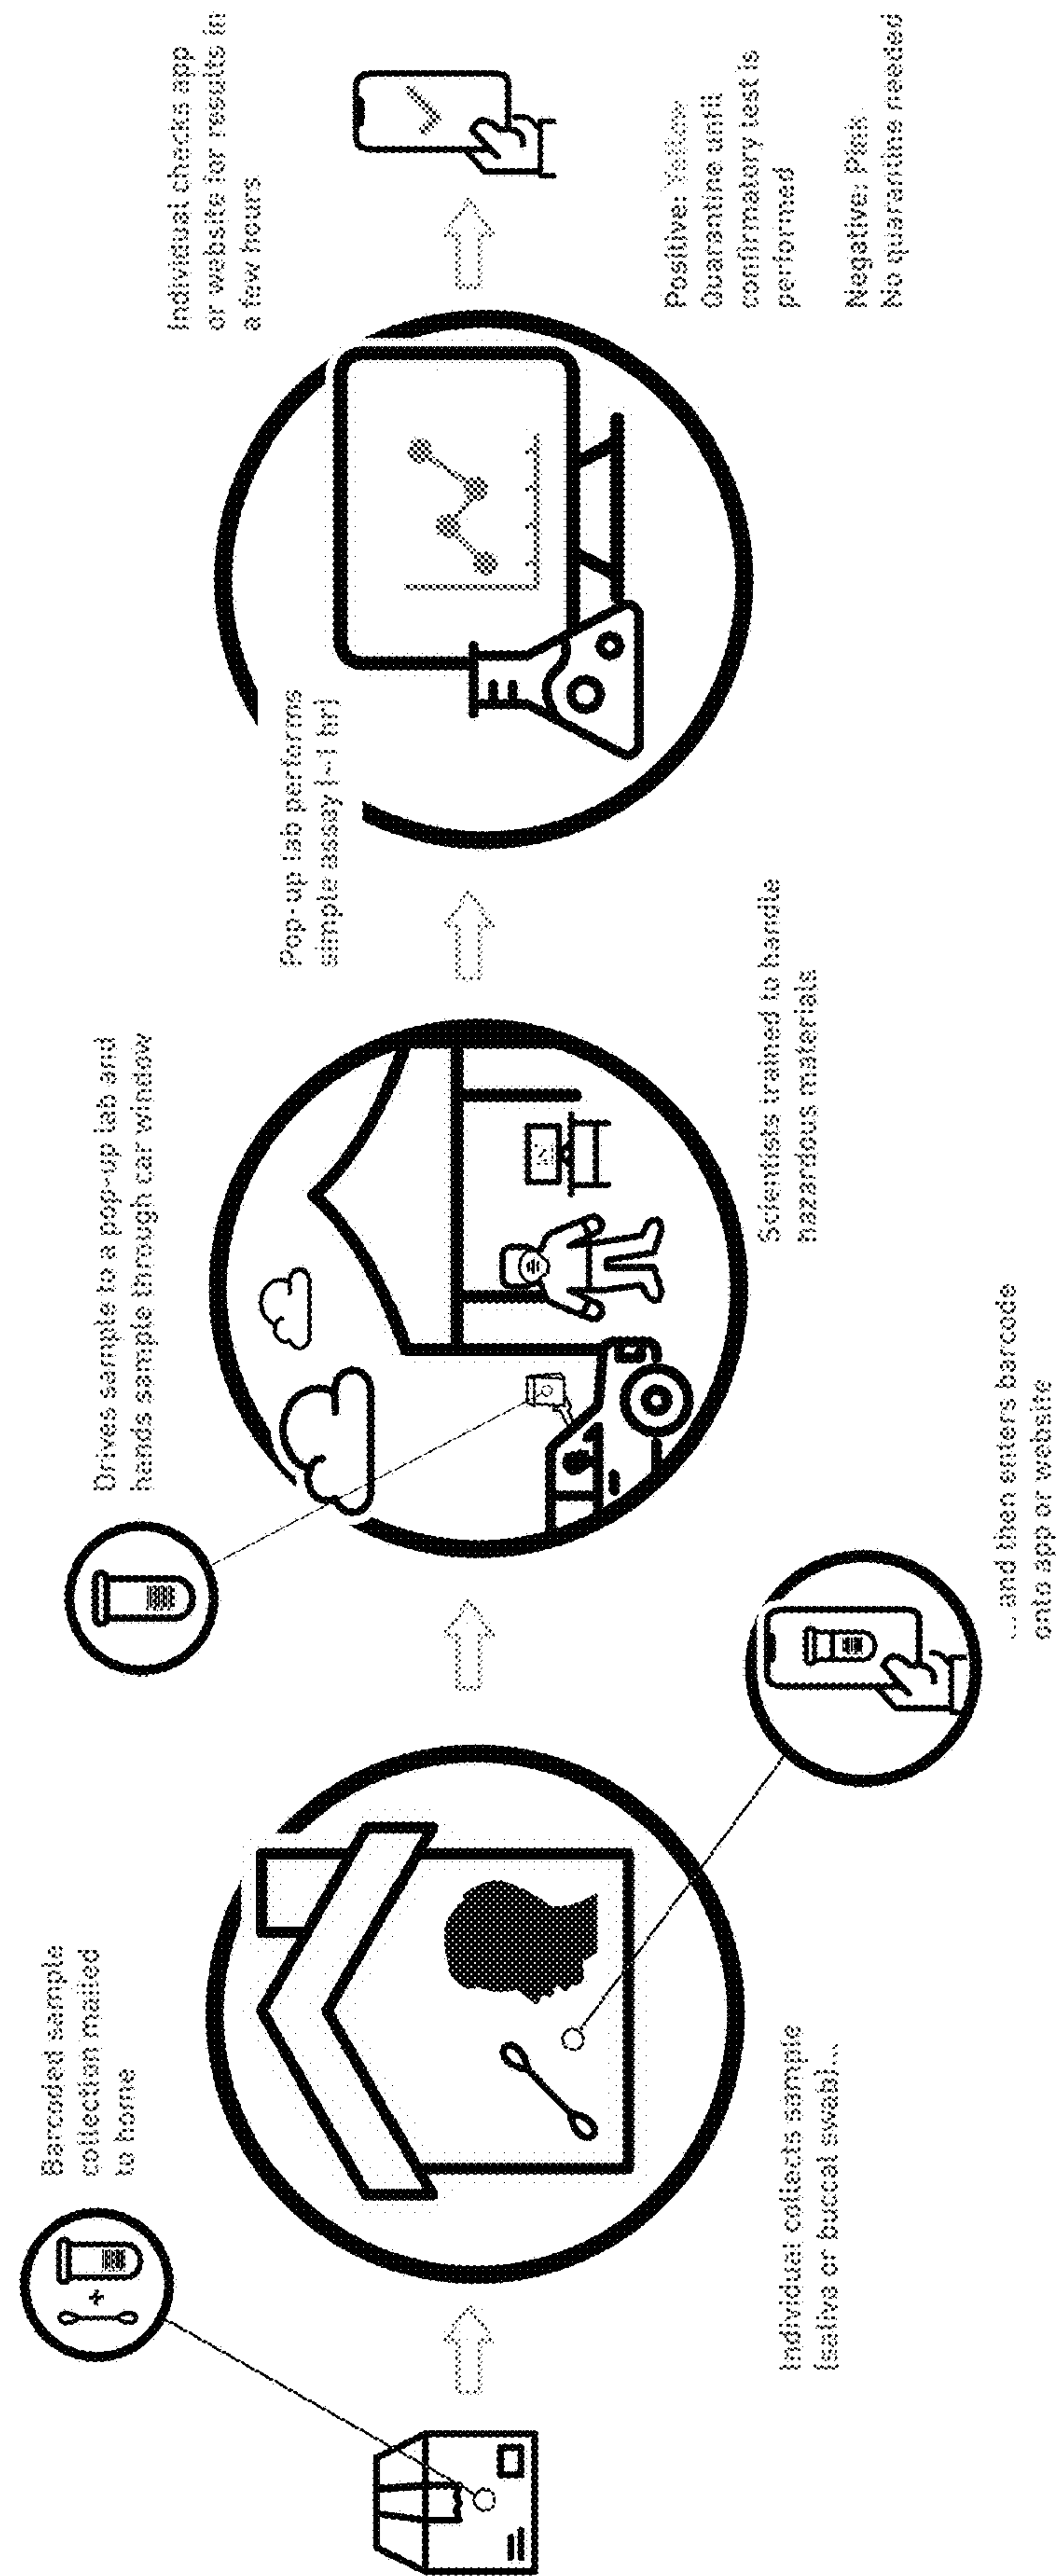 Barcoded sample
collection mailed
to home
Individual collects sample
(saliva or buccal swab)...
...and then enters barcode
onto app or website
Drives sample to a pop-up lab and
hands sample through car window
Scientists trained to handle
hazardous materials
Pop-up lab performs
simple assay (~1 hr)
Individual checks app
or website for results in
a few hours
Positive: Yellow
Quarantine until
confirmatory test is
performed
Negative: Pink
No quarantine needed